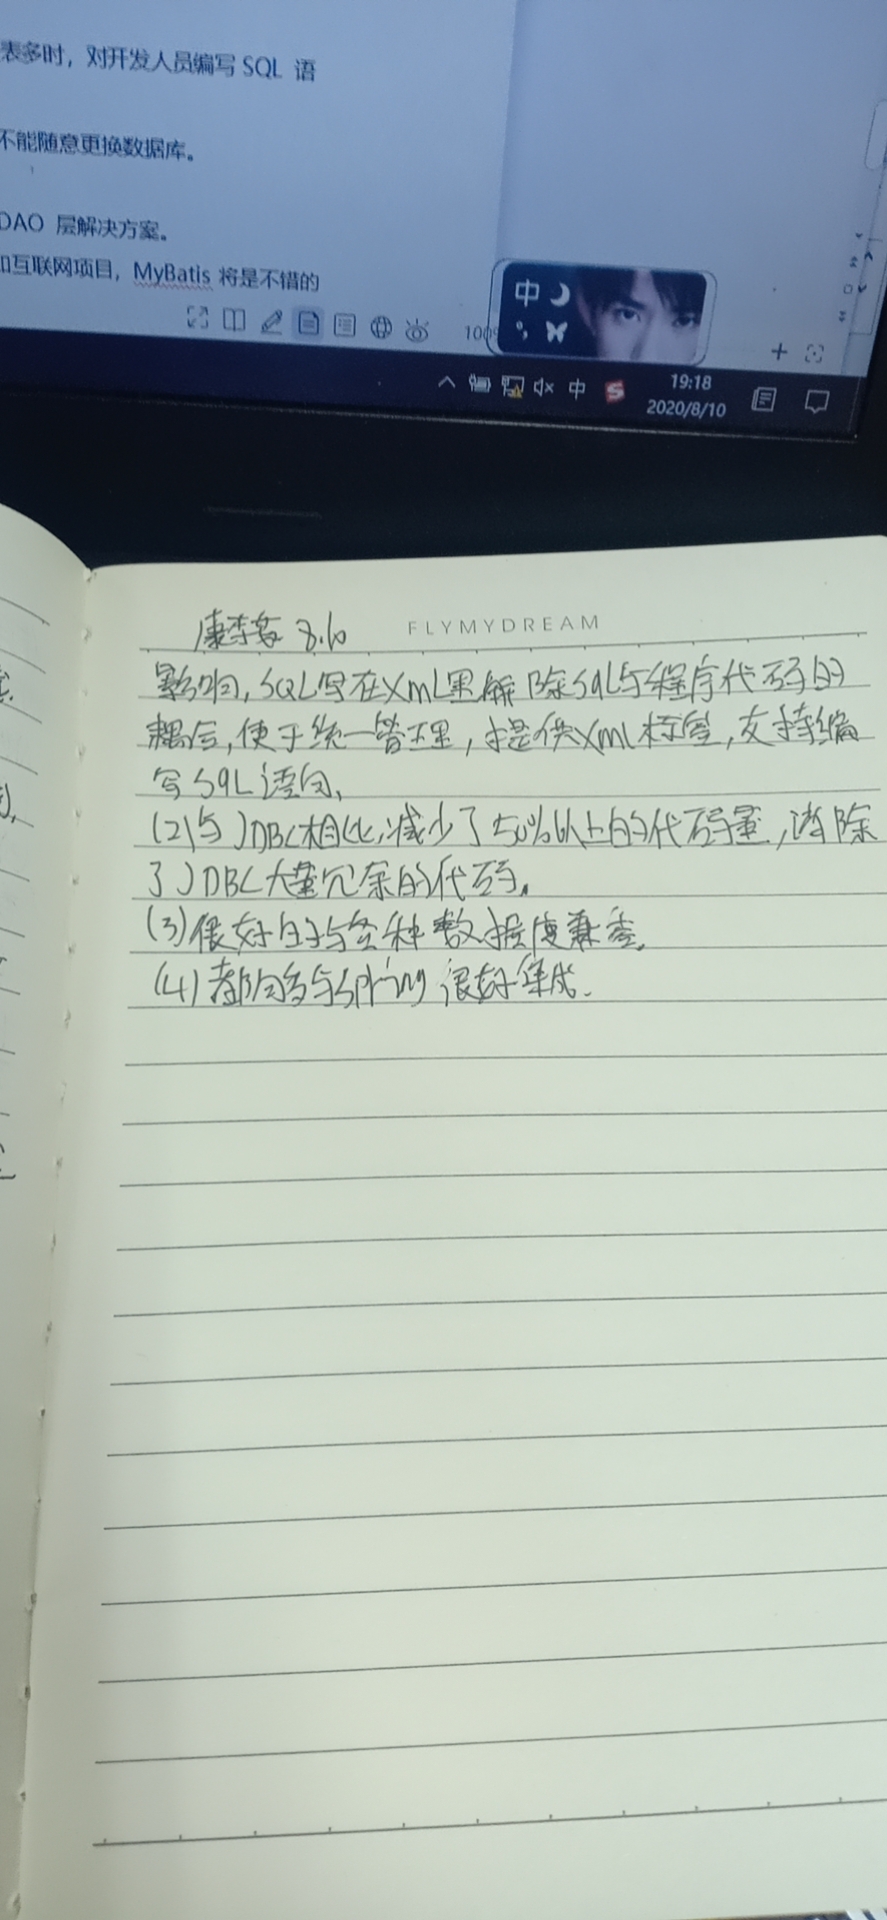 表多时，对开发人员编写 SQL 语
不能随意更换数据库。
DAO 层解决方案。
如互联网项目，MyBatis 将是不错的
中
100%
中
19:18
2020/8/10
8.10
FLYMYDREAM
影响，SQL写在XmL里解除sqL与程序代码的
耦合，便于统一管理，提供Xml标签，支持编
写SqL语句，
(2)与JDBC相比，减少了50%以上的代码量，消除
了JDBC大量冗余的代码。
(3)很好的与各种数据库兼容。
(4)都能够与Spring很好集成.